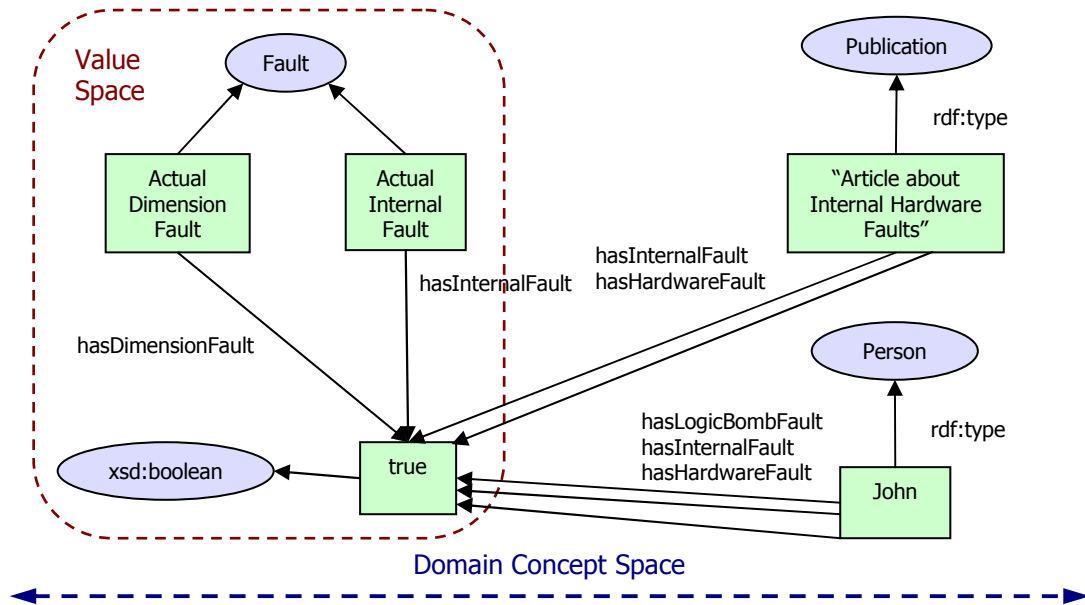 Value
Space
Fault
Publication
rdf:type
Actual
Dimension
Fault
Actual
Internal
Fault
“Article about
Internal Hardware
Faults”
hasInternalFault
hasInternalFault
hasHardwareFault
hasDimensionFault
Person
rdf:type
hasLogicBombFault
hasInternalFault
hasHardwareFault
xsd:boolean
true
John
Domain Concept Space